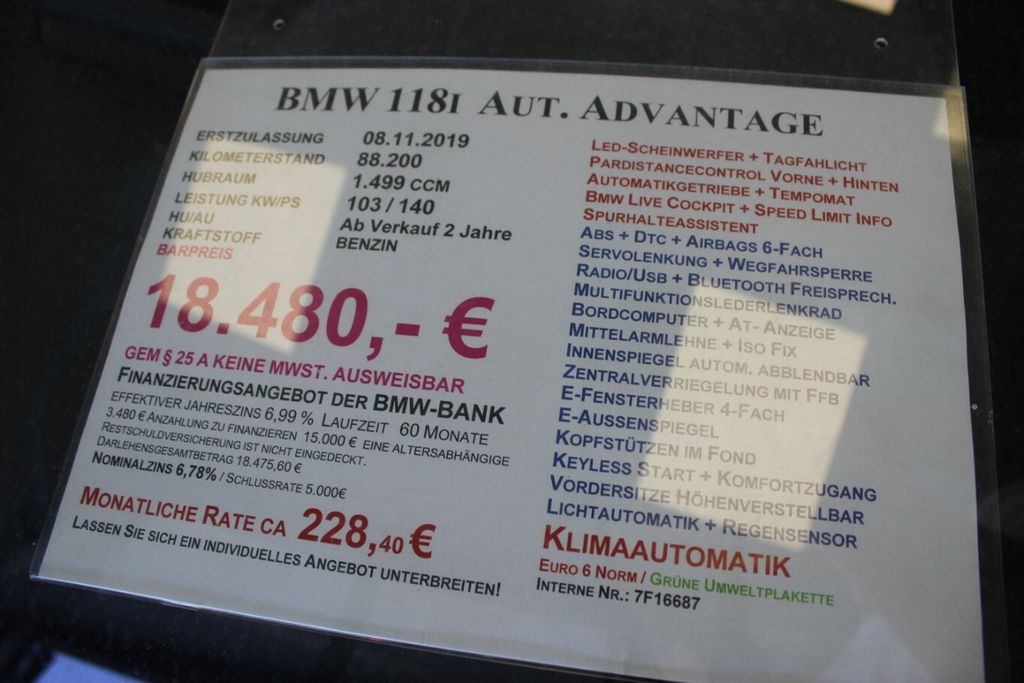 BMW 118I AUT. ADVANTAGE
ERSTZULASSUNG 08.11.2019
KILOMETERSTAND 88.200
HUBRAUM 1.499 CCM
LEISTUNG KW/PS 103 / 140
HU/AU Ab Verkauf 2 Jahre
KRAFTSTOFF BENZIN
BARPREIS
18.480,- €
GEM § 25 A KEINE MWST. AUSWEISBAR
FINANZIERUNGSANGEBOT DER BMW-BANK
EFFEKTIVER JAHRESZINS 6,99 % LAUFZEIT 60 MONATE
3.480 € ANZAHLUNG ZU FINANZIEREN 15.000 € EINE ALTERSABHÄNGIGE
RESTSCHULDVERSICHERUNG IST NICHT EINGEDECKT.
DARLEHENSGESAMTBETRAG 18.475,60 €
NOMINALZINS 6,78% / SCHLUSSRATE 5.000€
MONATLICHE RATE CA 228,40 €
LASSEN SIE SICH EIN INDIVIDUELLES ANGEBOT UNTERBREITEN!
LED-SCHEINWERFER + TAGFAHLICHT
PARDISTANCECONTROL VORNE + HINTEN
AUTOMATIKGETRIEBE + TEMPOMAT
BMW LIVE COCKPIT + SPEED LIMIT INFO
SPURHALTEASSISTENT
ABS + DTC + AIRBAGS 6-FACH
SERVOLENKUNG + WEGFAHRSPERRE
RADIO/USB + BLUETOOTH FREISPRECH.
MULTIFUNKTIONSLEDERLENKRAD
BORDCOMPUTER + AT- ANZEIGE
MITTELARMLEHNE + ISO FIX
INNENSPIEGEL AUTOM. ABBLENDBAR
ZENTRALVERRIEGELUNG MIT FFB
E-FENSTERHEBER 4-FACH
E-AUSSENSPIEGEL
KOPFSTÜTZEN IM FOND
KEYLESS START + KOMFORTZUGANG
VORDERSITZE HÖHENVERSTELLBAR
LICHTAUTOMATIK + REGENSENSOR
KLIMAAUTOMATIK
EURO 6 NORM / GRÜNE UMWELTPLAKETTE
INTERNE NR.: 7F16687